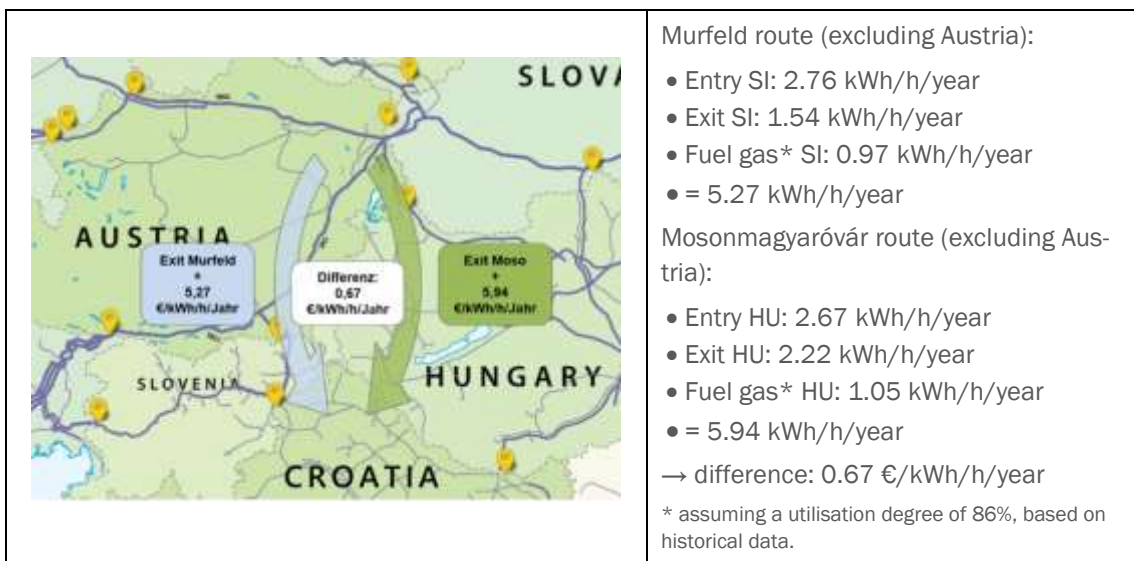 SLOVA
AUSTRIA
Exit Murfeld
+
5,27
€/kWh/h/Jahr
Differenz:
0,67
€/kWh/h/Jahr
Exit Moso
+
5,94
€/kWh/h/Jahr
SLOVENIA
HUNGARY
CROATIA
Murfeld route (excluding Austria):
• Entry SI: 2.76 kWh/h/year
• Exit SI: 1.54 kWh/h/year
• Fuel gas* SI: 0.97 kWh/h/year
• = 5.27 kWh/h/year
Mosonmagyaróvár route (excluding Aus-
tria):
• Entry HU: 2.67 kWh/h/year
• Exit HU: 2.22 kWh/h/year
• Fuel gas* HU: 1.05 kWh/h/year
• = 5.94 kWh/h/year
→ difference: 0.67 €/kWh/h/year
* assuming a utilisation degree of 86%, based on
historical data.